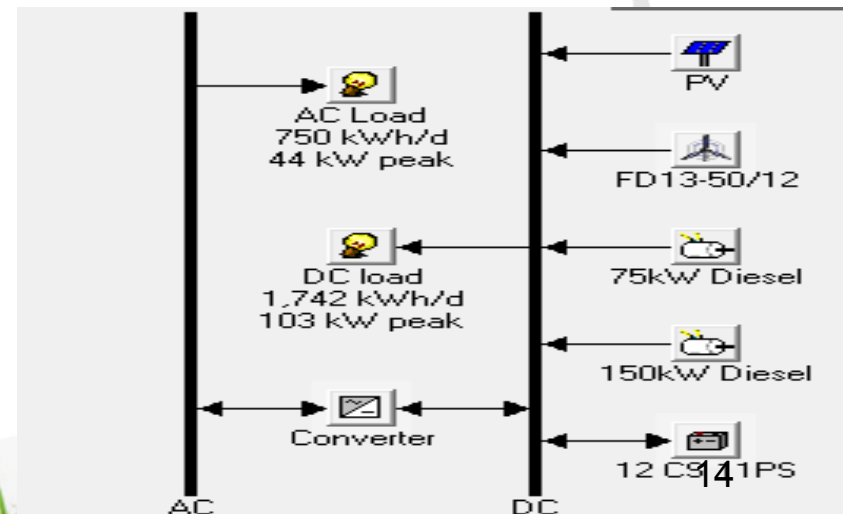 PV
AC Load
750 kWh/d
44 kW peak
FD13-50/12
DC load
1,742 kWh/d
103 kW peak
75kW Diesel
150kW Diesel
Converter
12
14
AC
DC